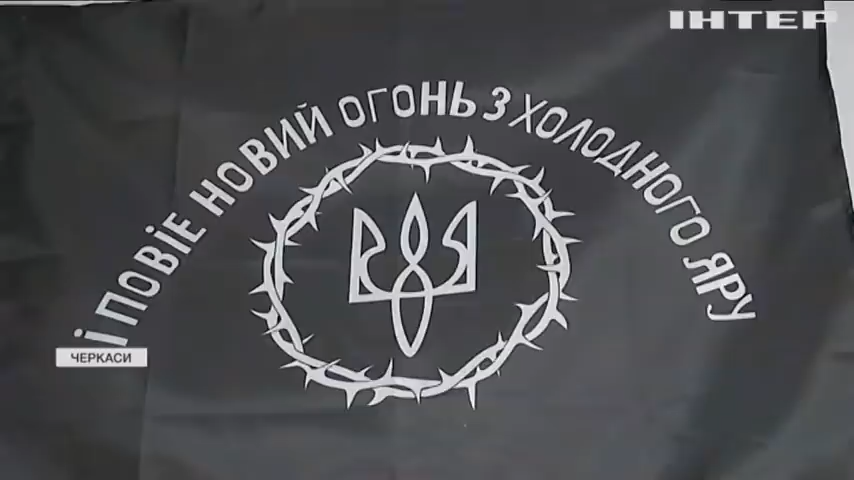 ІНТЕР
І ПОВІЄ НОВИЙ ОГОНЬ З ХОЛОДНОГО ЯРУ
ЧЕРКАСИ